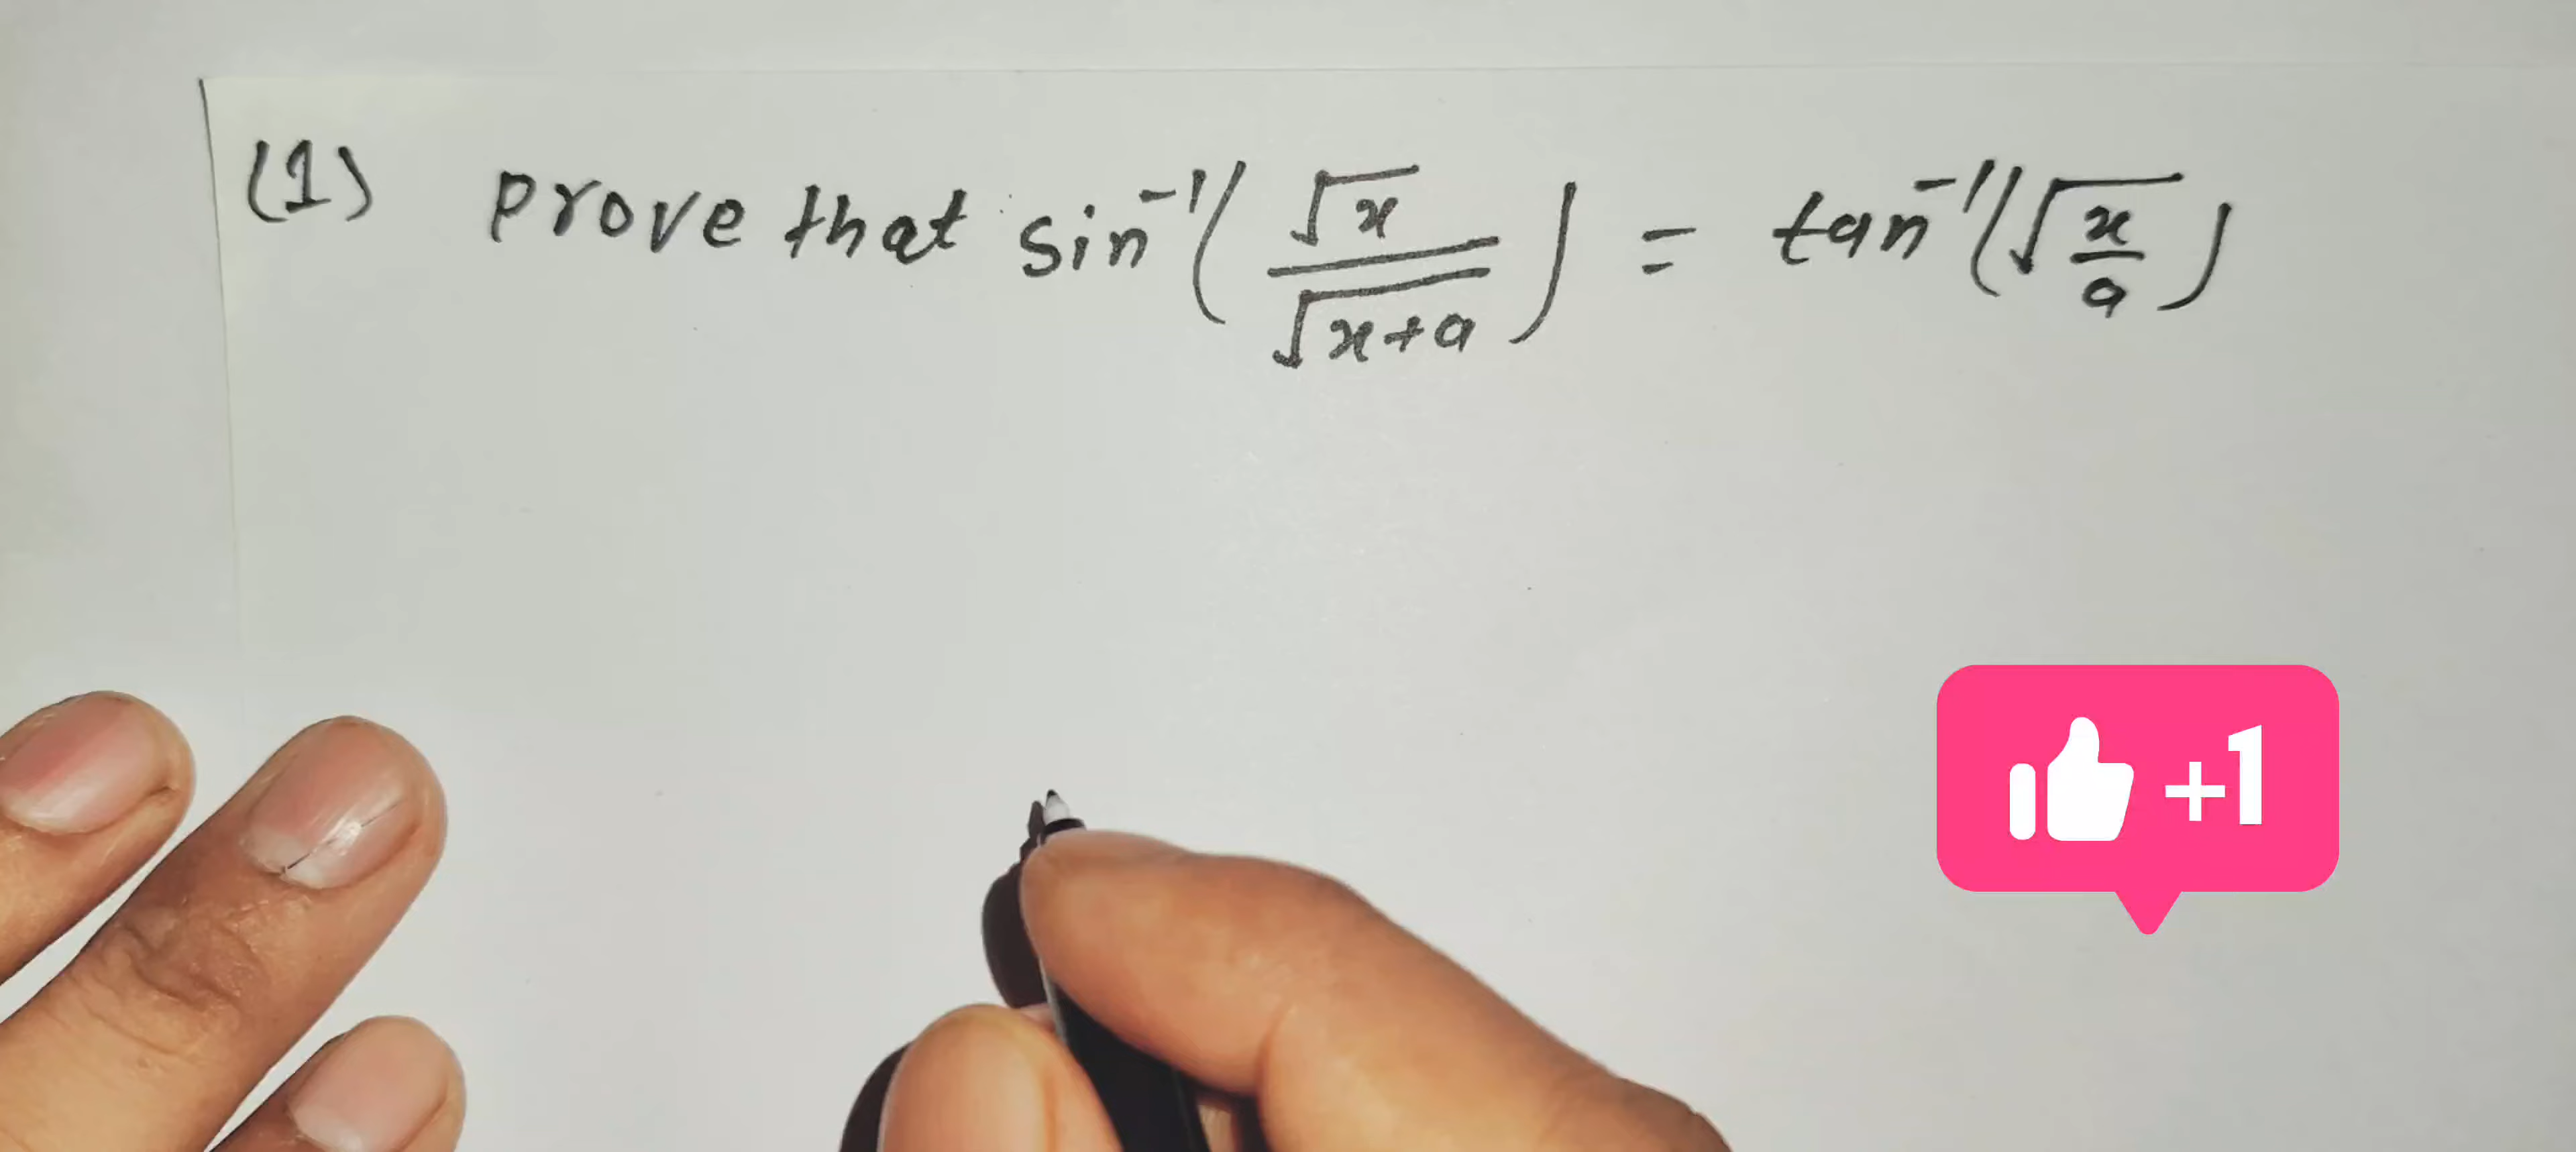 (1) prove that sin⁻¹(√x/√x+a) = tan⁻¹(√x/a)
+1